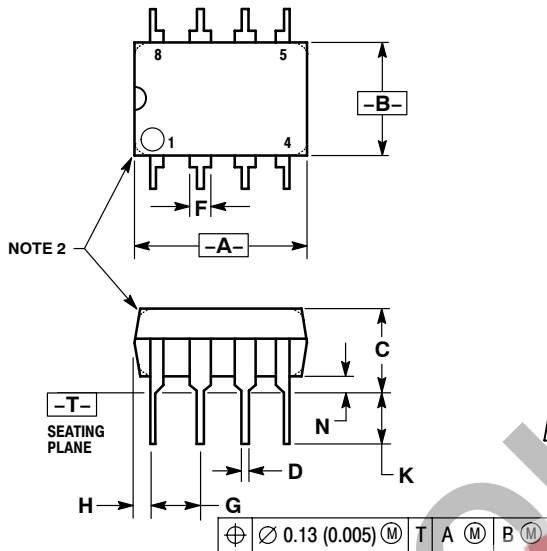 8 5
1 4
–B–
F
NOTE 2
–A–
C
–T–
N
SEATING
PLANE
D
K
H
G
⌖ ∅ 0.13 (0.005) Ⓜ T A Ⓜ B Ⓜ